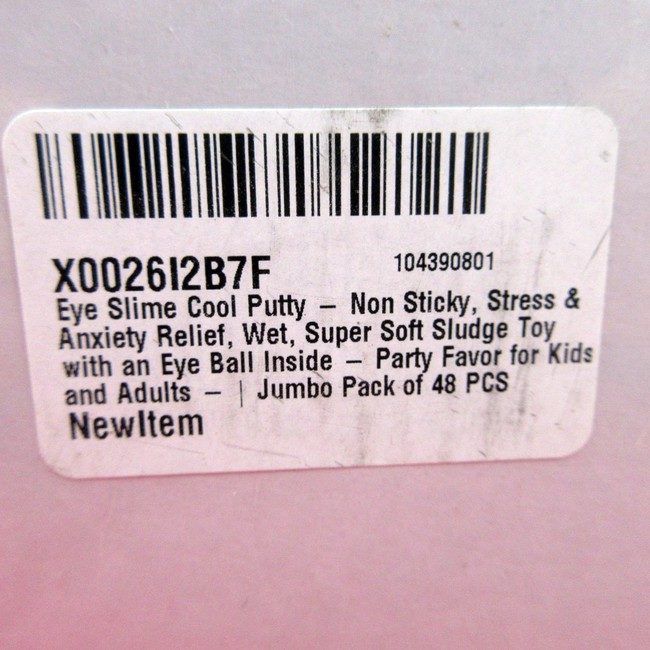 X0026I2B7F 104390801
Eye Slime Cool Putty – Non Sticky, Stress &
Anxiety Relief, Wet, Super Soft Sludge Toy
with an Eye Ball Inside – Party Favor for Kids
and Adults – | Jumbo Pack of 48 PCS
NewItem